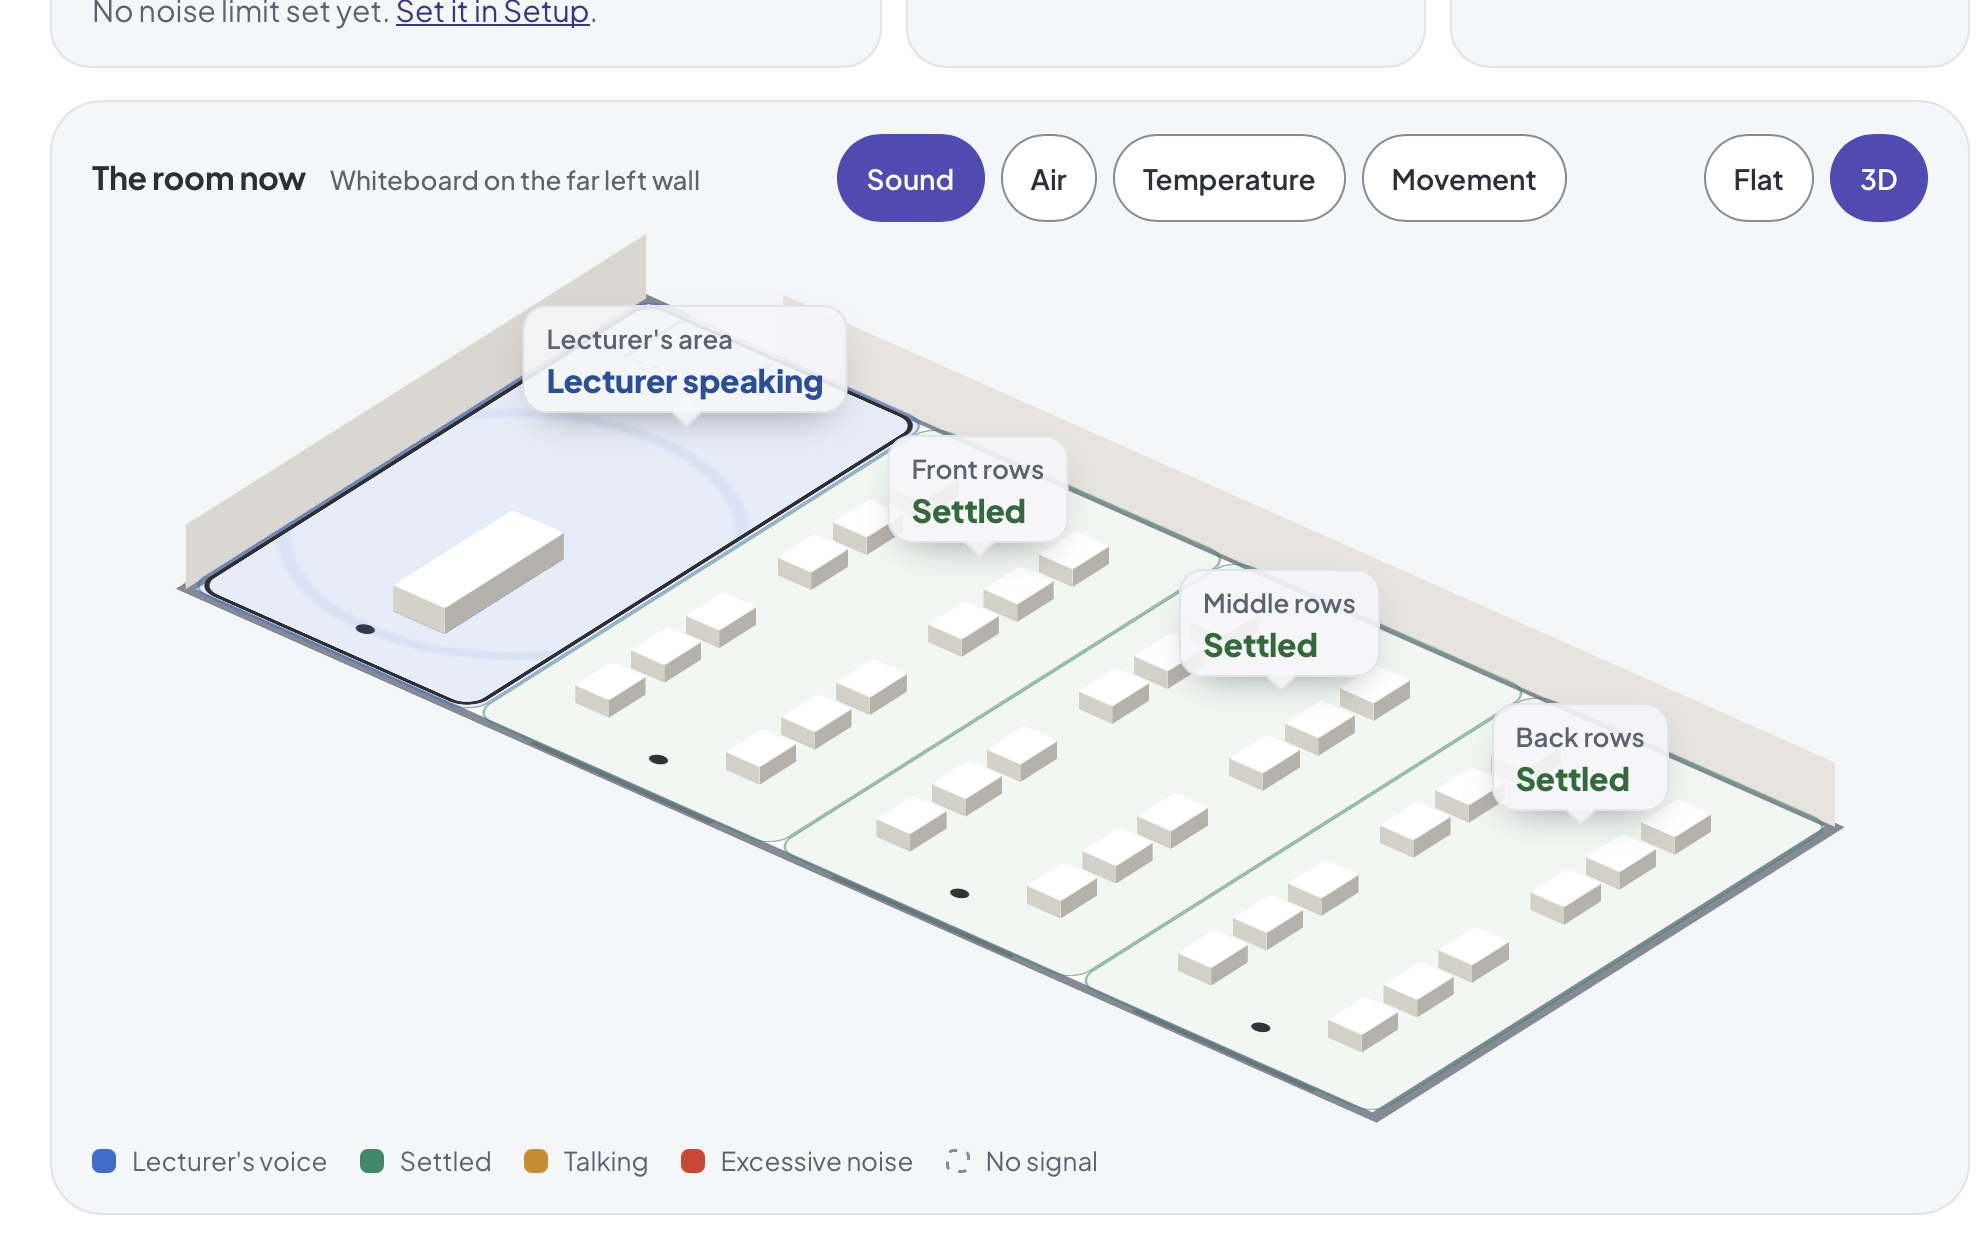 No noise limit set yet. Set it in Setup.
The room now Whiteboard on the far left wall Sound Air Temperature Movement Flat 3D
Lecturer's area
Lecturer speaking
Front rows
Settled
Middle rows
Settled
Back rows
Settled
Lecturer's voice Settled Talking Excessive noise No signal